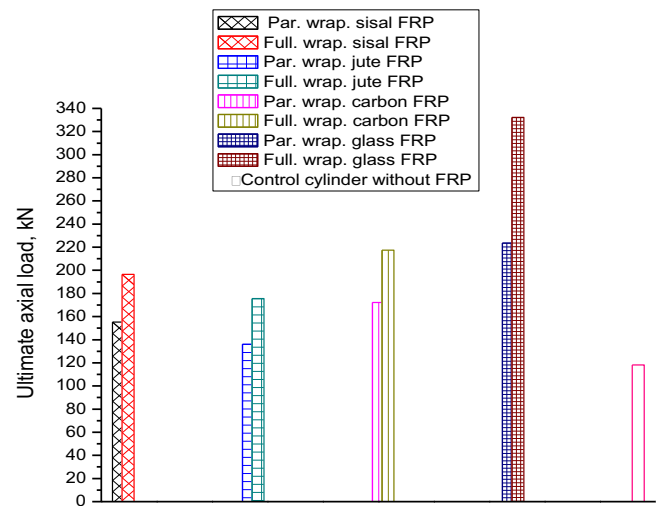 Par. wrap. sisal FRP
Full. wrap. sisal FRP
Par. wrap. jute FRP
Full. wrap. jute FRP
Par. wrap. carbon FRP
Full. wrap. carbon FRP
Par. wrap. glass FRP
Full. wrap. glass FRP
Control cylinder without FRP
Ultimate axial load, kN
340
320
300
280
260
240
220
200
180
160
140
120
100
80
60
40
20
0